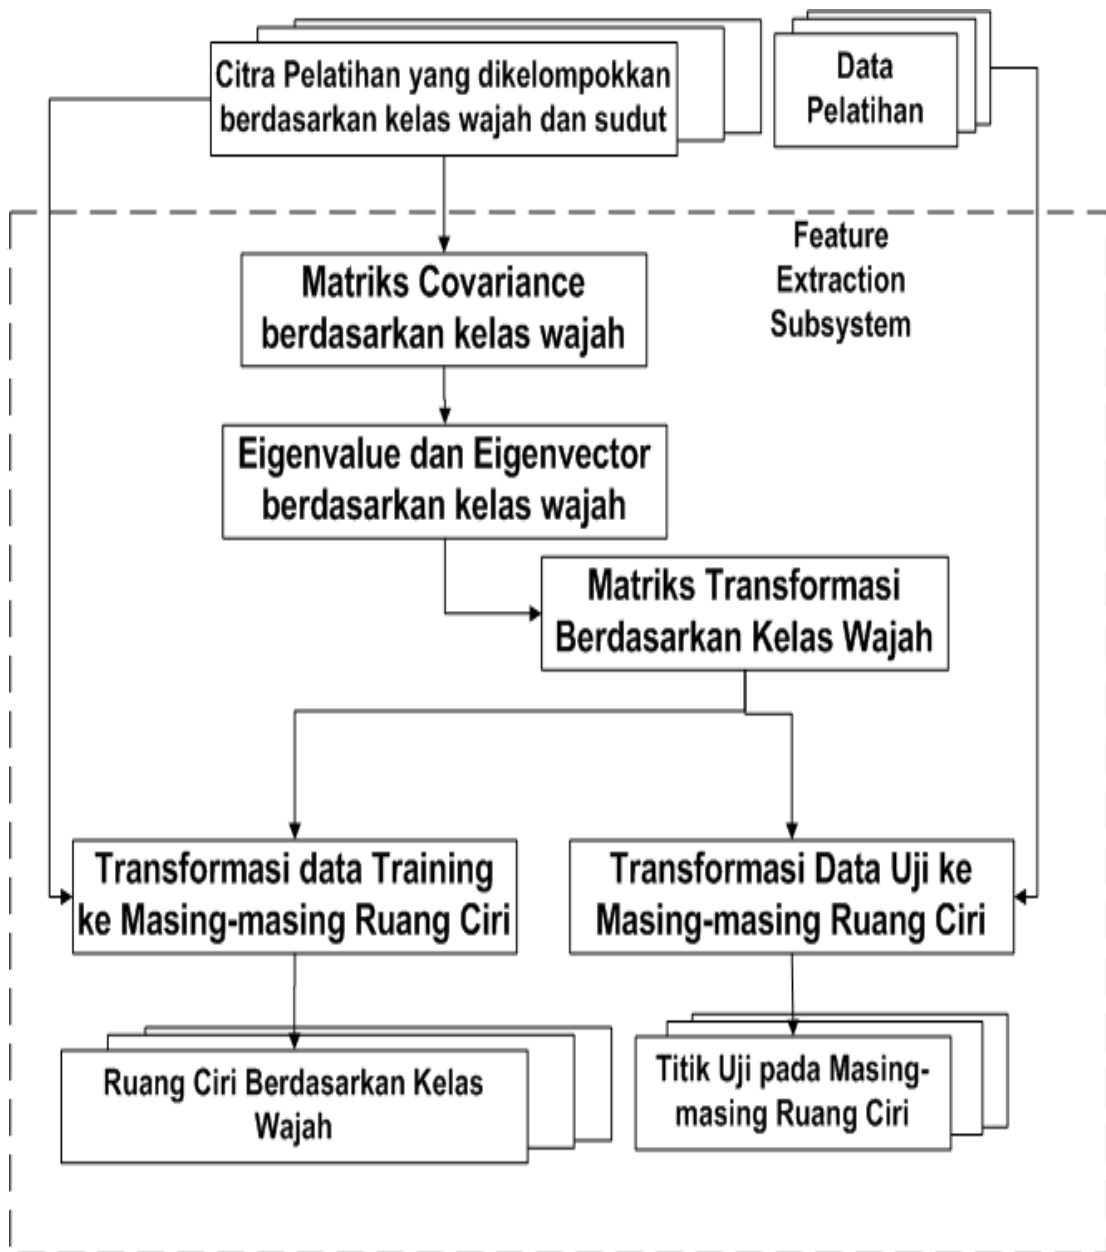 Citra Pelatihan yang dikelompokkan
berdasarkan kelas wajah dan sudut
Data
Pelatihan
Feature
Extraction
Subsystem
Matriks Covariance
berdasarkan kelas wajah
Eigenvalue dan Eigenvector
berdasarkan kelas wajah
Matriks Transformasi
Berdasarkan Kelas Wajah
Transformasi data Training
ke Masing-masing Ruang Ciri
Transformasi Data Uji ke
Masing-masing Ruang Ciri
Ruang Ciri Berdasarkan Kelas
Wajah
Titik Uji pada Masing-
masing Ruang Ciri